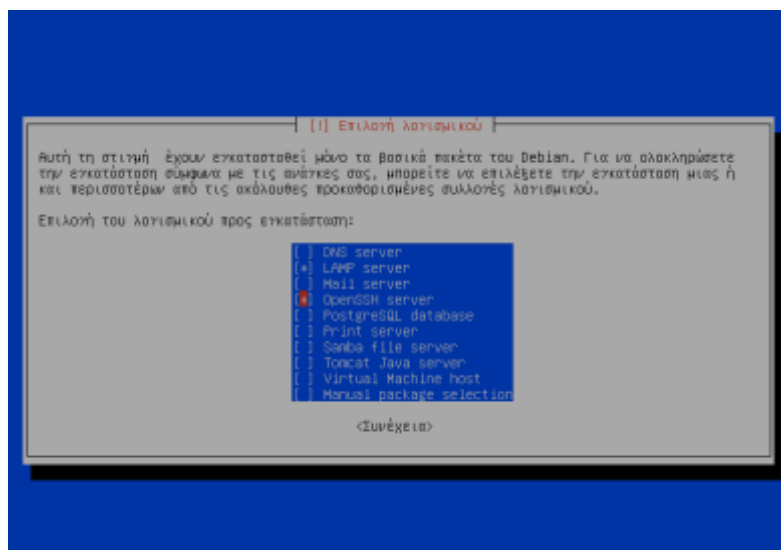 [!] Επιλογή λογισμικού
Αυτή τη στιγμή έχουν εγκατασταθεί μόνο τα βασικά πακέτα του Debian. Για να ολοκληρώσετε
την εγκατάσταση σύμφωνα με τις ανάγκες σας, μπορείτε να επιλέξετε την εγκατάσταση μιας ή
και περισσοτέρων από τις ακόλουθες προκαθορισμένες συλλογές λογισμικού.
Επιλογή του λογισμικού προς εγκατάσταση:
[ ] DNS server
[*] LAMP server
[ ] Mail server
[*] OpenSSH server
[ ] PostgreSQL database
[ ] Print server
[ ] Samba file server
[ ] Tomcat Java server
[ ] Virtual Machine host
[ ] Manual package selection
<Συνέχεια>